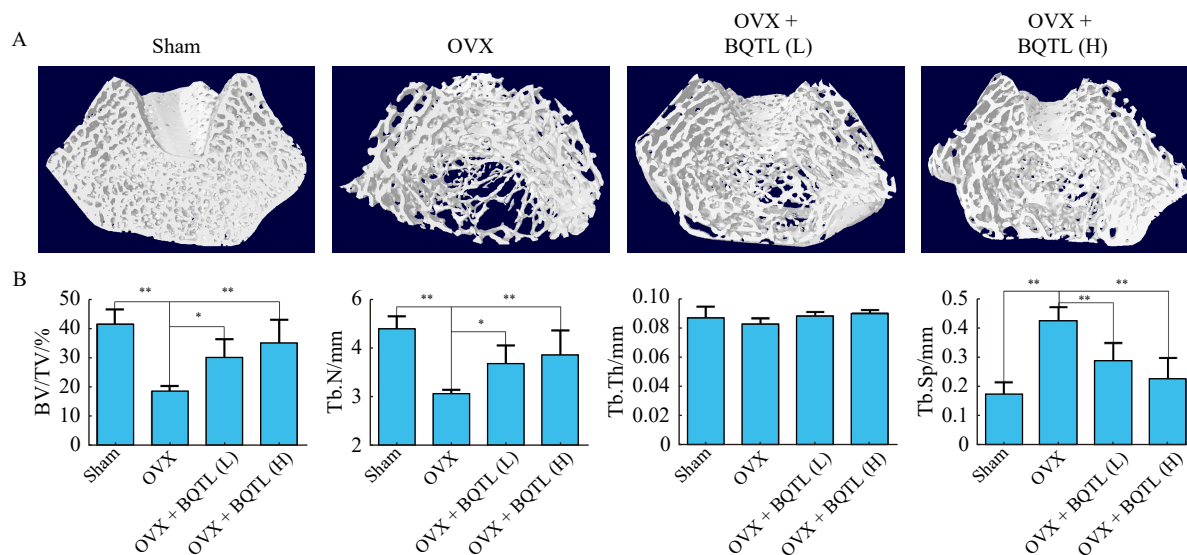 A
Sham
OVX
OVX +
BQTL (L)
OVX +
BQTL (H)
B
BV/TV/%
50
40
30
20
10
0
**
**
*
Sham
OVX
OVX + BQTL (L)
OVX + BQTL (H)
Tb.N/mm
6
4
3
2
**
**
*
Sham
OVX
OVX + BQTL (L)
OVX + BQTL (H)
Tb.Th/mm
0.10
0.08
0.06
0.04
0.02
0.00
Sham
OVX
OVX + BQTL (L)
OVX + BQTL (H)
Tb.Sp/mm
0.5
0.4
0.3
0.2
0.1
0
**
**
**
Sham
OVX
OVX + BQTL (L)
OVX + BQTL (H)